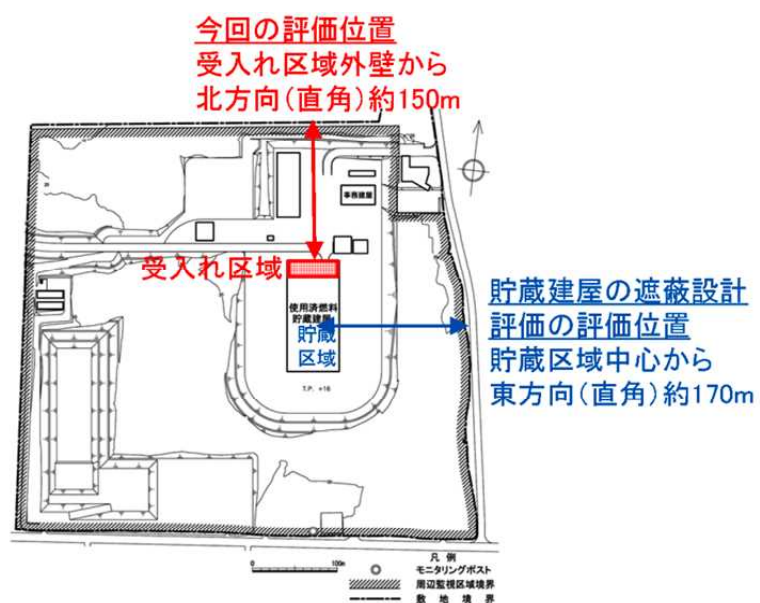 今回の評価位置
受入れ区域外壁から
北方向(直角)約150m
事務建屋
受入れ区域
使用済燃料
貯蔵建屋
貯蔵
区域
T.P. +16
貯蔵建屋の遮蔽設計
評価の評価位置
貯蔵区域中心から
東方向(直角)約170m
0 100m
凡 例
モニタリングポスト
周辺監視区域境界
敷 地 境 界